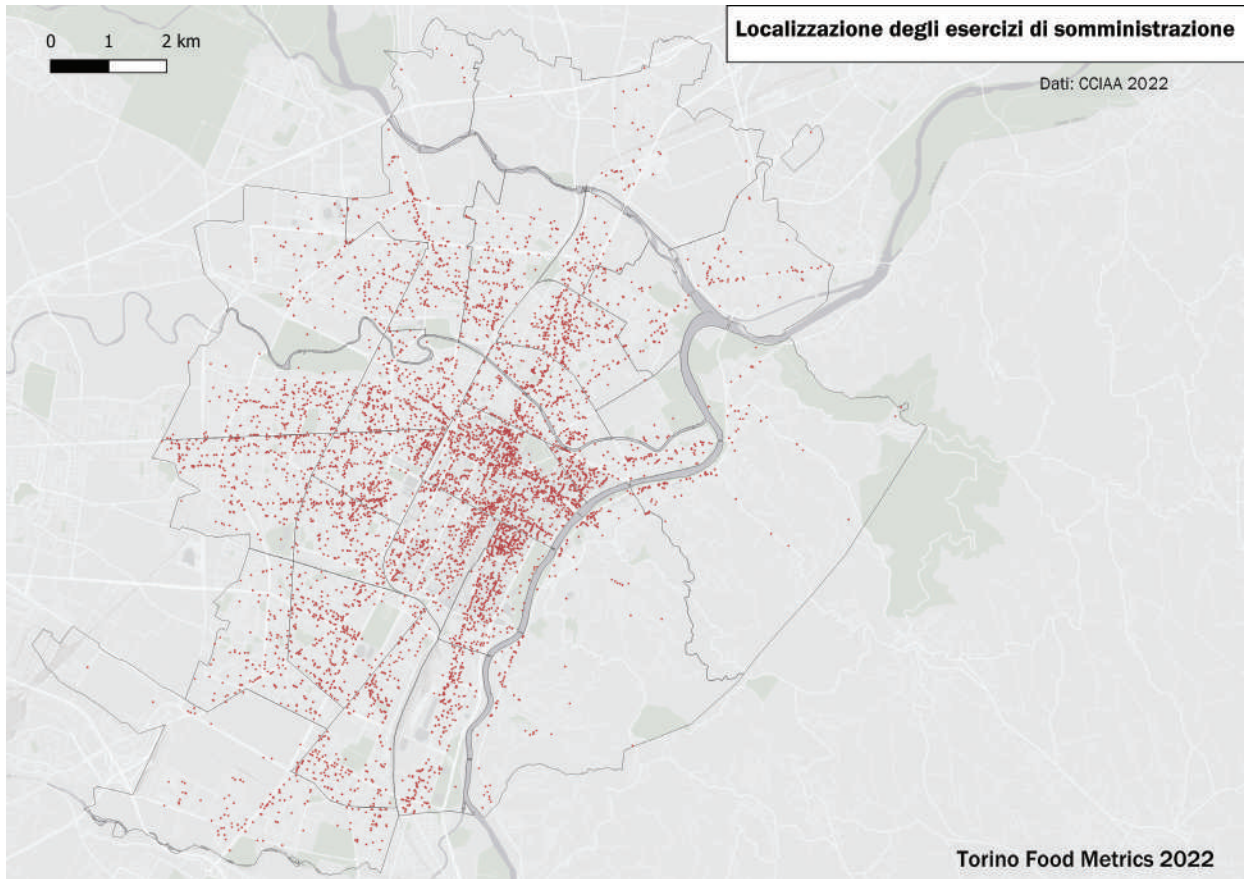 0 1 2 km
Localizzazione degli esercizi di somministrazione
Dati: CCIAA 2022
Torino Food Metrics 2022